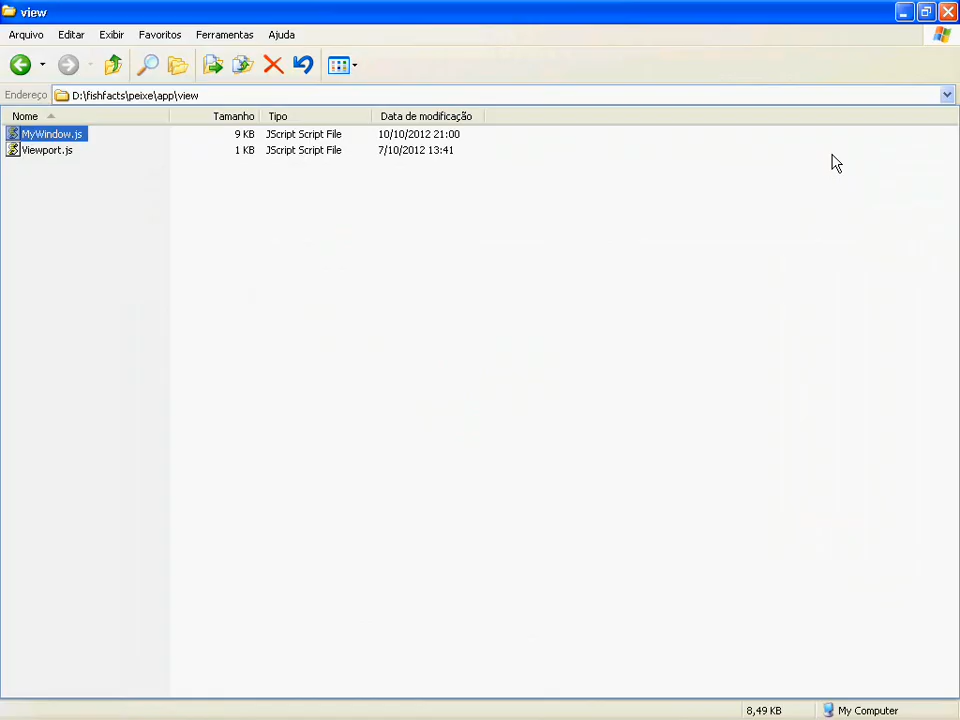 view
Arquivo Editar Exibir Favoritos Ferramentas Ajuda
Endereço D:\fishfacts\peixe\app\view
Nome Tamanho Tipo Data de modificação
MyWindow.js 9 KB JScript Script File 10/10/2012 21:00
Viewport.js 1 KB JScript Script File 7/10/2012 13:41
8,49 KB My Computer